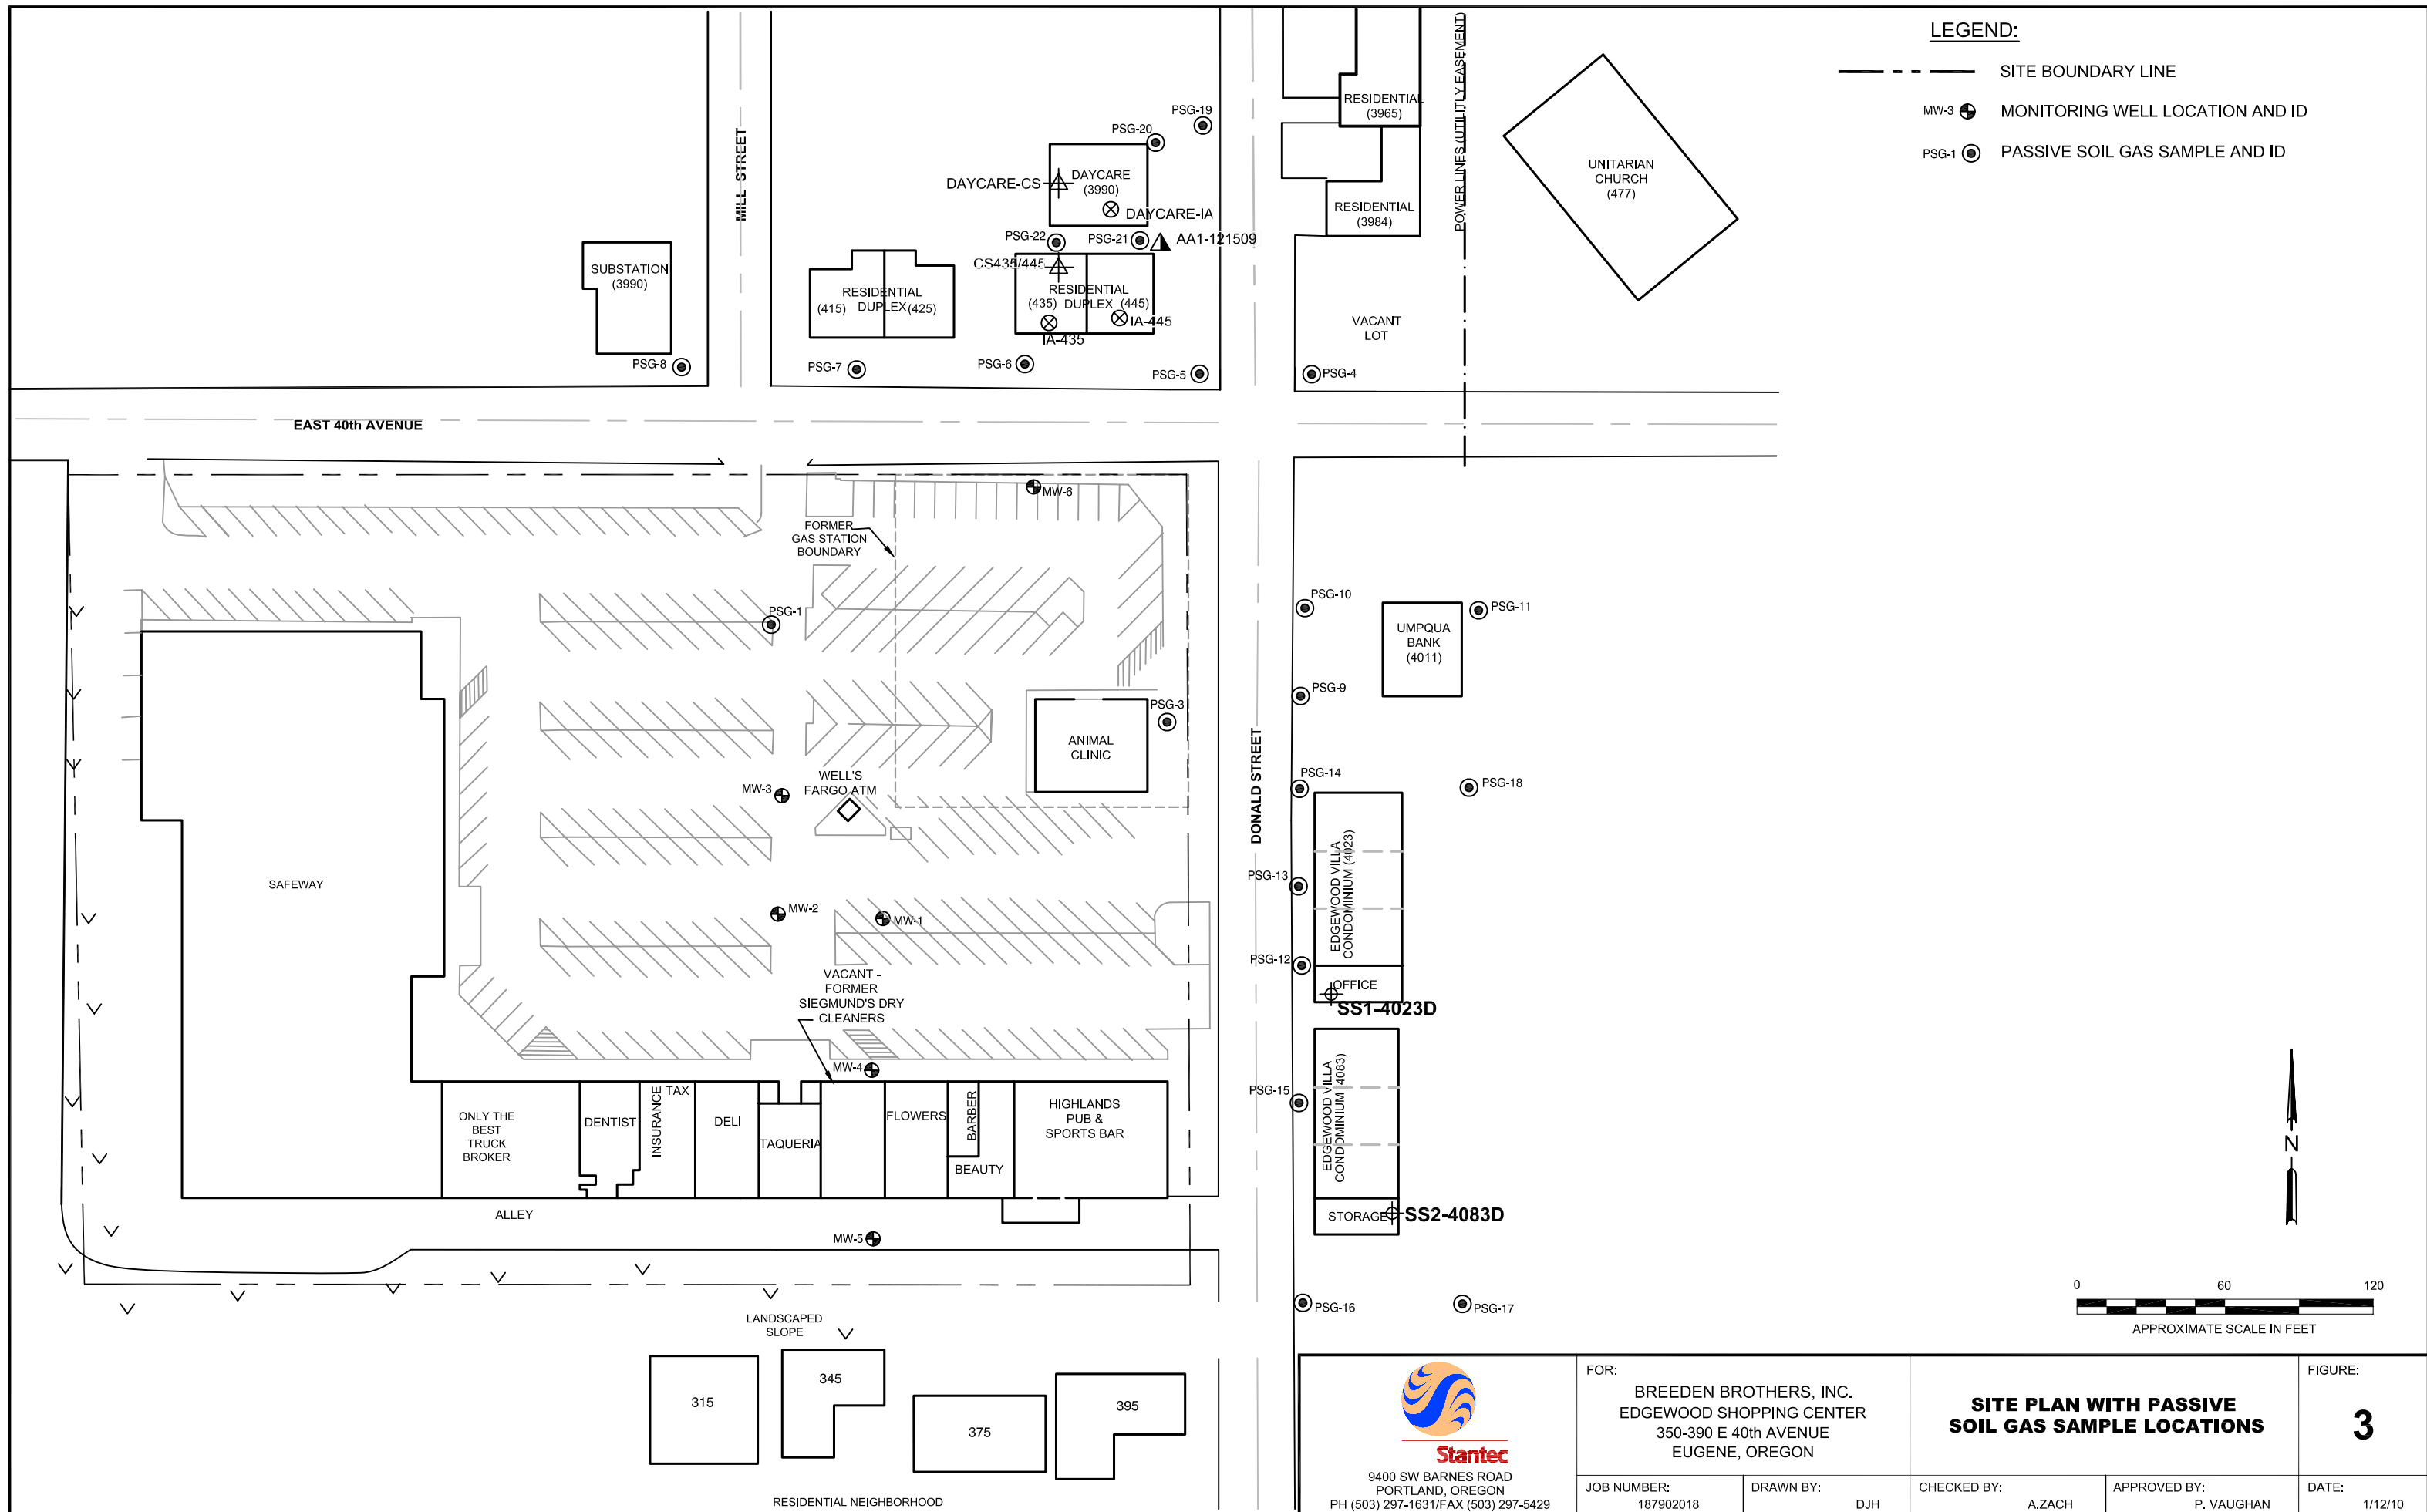 LEGEND:
SITE BOUNDARY LINE
MW-3 MONITORING WELL LOCATION AND ID
PSG-1 PASSIVE SOIL GAS SAMPLE AND ID
MILL STREET
POWER LINES (UTILITLY EASEMENT)
PSG-19
PSG-20
DAYCARE
(3990)
DAYCARE-CS
DAYCARE-IA
PSG-22
PSG-21
AA1-121509
CS435/445
RESIDENTIAL
DUPLEX
(435)
(445)
IA-445
IA-435
RESIDENTIAL
(3965)
RESIDENTIAL
(3984)
UNITARIAN
CHURCH
(477)
SUBSTATION
(3990)
RESIDENTIAL
DUPLEX
(415)
(425)
VACANT
LOT
PSG-8
PSG-7
PSG-6
PSG-5
PSG-4
EAST 40th AVENUE
MW-6
FORMER
GAS STATION
BOUNDARY
PSG-1
PSG-10
PSG-11
UMPQUA
BANK
(4011)
PSG-9
PSG-3
ANIMAL
CLINIC
DONALD STREET
WELL'S
FARGO ATM
MW-3
PSG-14
PSG-18
SAFEWAY
EDGEWOOD VILLA
CONDOMINIUM (4023)
PSG-13
MW-2
MW-1
PSG-12
OFFICE
SS1-4023D
VACANT -
FORMER
SIEGMUND'S DRY
CLEANERS
MW-4
EDGEWOOD VILLA
CONDOMINIUM (4083)
PSG-15
STORAGE
SS2-4083D
ONLY THE
BEST
TRUCK
BROKER
DENTIST
INSURANCE
TAX
DELI
TAQUERIA
FLOWERS
BARBER
BEAUTY
HIGHLANDS
PUB &
SPORTS BAR
ALLEY
MW-5
N
PSG-16
PSG-17
0 60 120
APPROXIMATE SCALE IN FEET
LANDSCAPED
SLOPE
315
345
375
395
RESIDENTIAL NEIGHBORHOOD
Stantec
9400 SW BARNES ROAD
PORTLAND, OREGON
PH (503) 297-1631/FAX (503) 297-5429
FOR:
BREEDEN BROTHERS, INC.
EDGEWOOD SHOPPING CENTER
350-390 E 40th AVENUE
EUGENE, OREGON
SITE PLAN WITH PASSIVE
SOIL GAS SAMPLE LOCATIONS
FIGURE:
3
JOB NUMBER:
187902018
DRAWN BY:
DJH
CHECKED BY:
A.ZACH
APPROVED BY:
P. VAUGHAN
DATE:
1/12/10